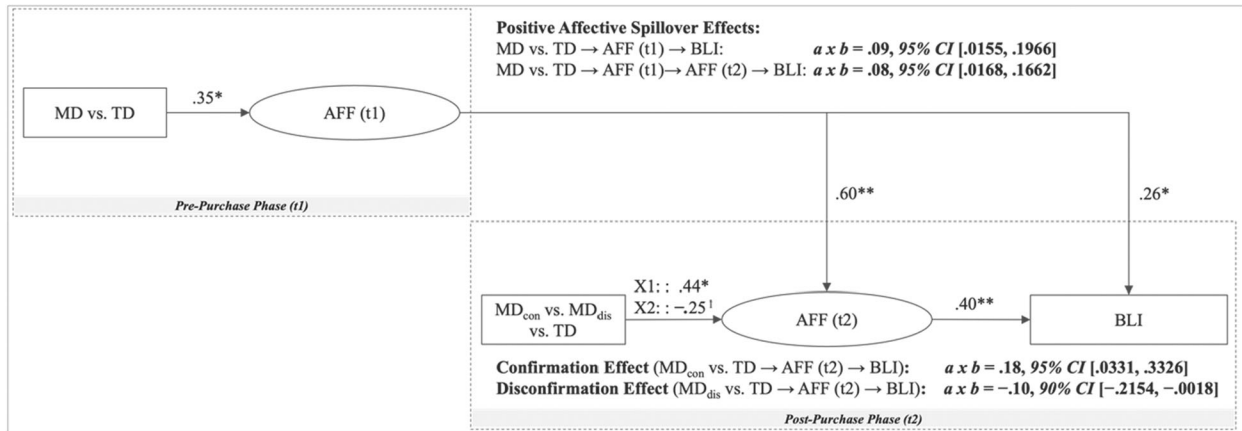 Positive Affective Spillover Effects:
MD vs. TD → AFF (t1) → BLI: a x b = .09, 95% CI [.0155, .1966]
MD vs. TD → AFF (t1)→ AFF (t2) → BLI: a x b = .08, 95% CI [.0168, .1662]
MD vs. TD
.35*
AFF (t1)
Pre-Purchase Phase (t1)
.60**
.26*
MDcon vs. MDdis
vs. TD
X1: : .44*
X2: : –.25†
AFF (t2)
.40**
BLI
Confirmation Effect (MDcon vs. TD → AFF (t2) → BLI): a x b = .18, 95% CI [.0331, .3326]
Disconfirmation Effect (MDdis vs. TD → AFF (t2) → BLI): a x b = –.10, 90% CI [–.2154, –.0018]
Post-Purchase Phase (t2)